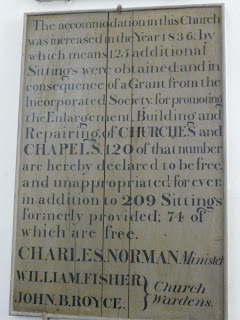 The accommodation in this Church
was increased in the Year 1836, by
which means 125 additional
Sittings were obtained: and in
consequence of a Grant from the
Incorporated Society, for promoting
the Enlargement, Building and
Repairing, of CHURCHES and
CHAPELS, 120 of that number
are hereby declared to be free,
and unappropriated for ever:
in addition to 209 Sittings
formerly provided; 74 of
which are free.
CHARLES NORMAN Minister
WILLIAM FISHER } Church
JOHN. B. ROYCE. } Wardens.